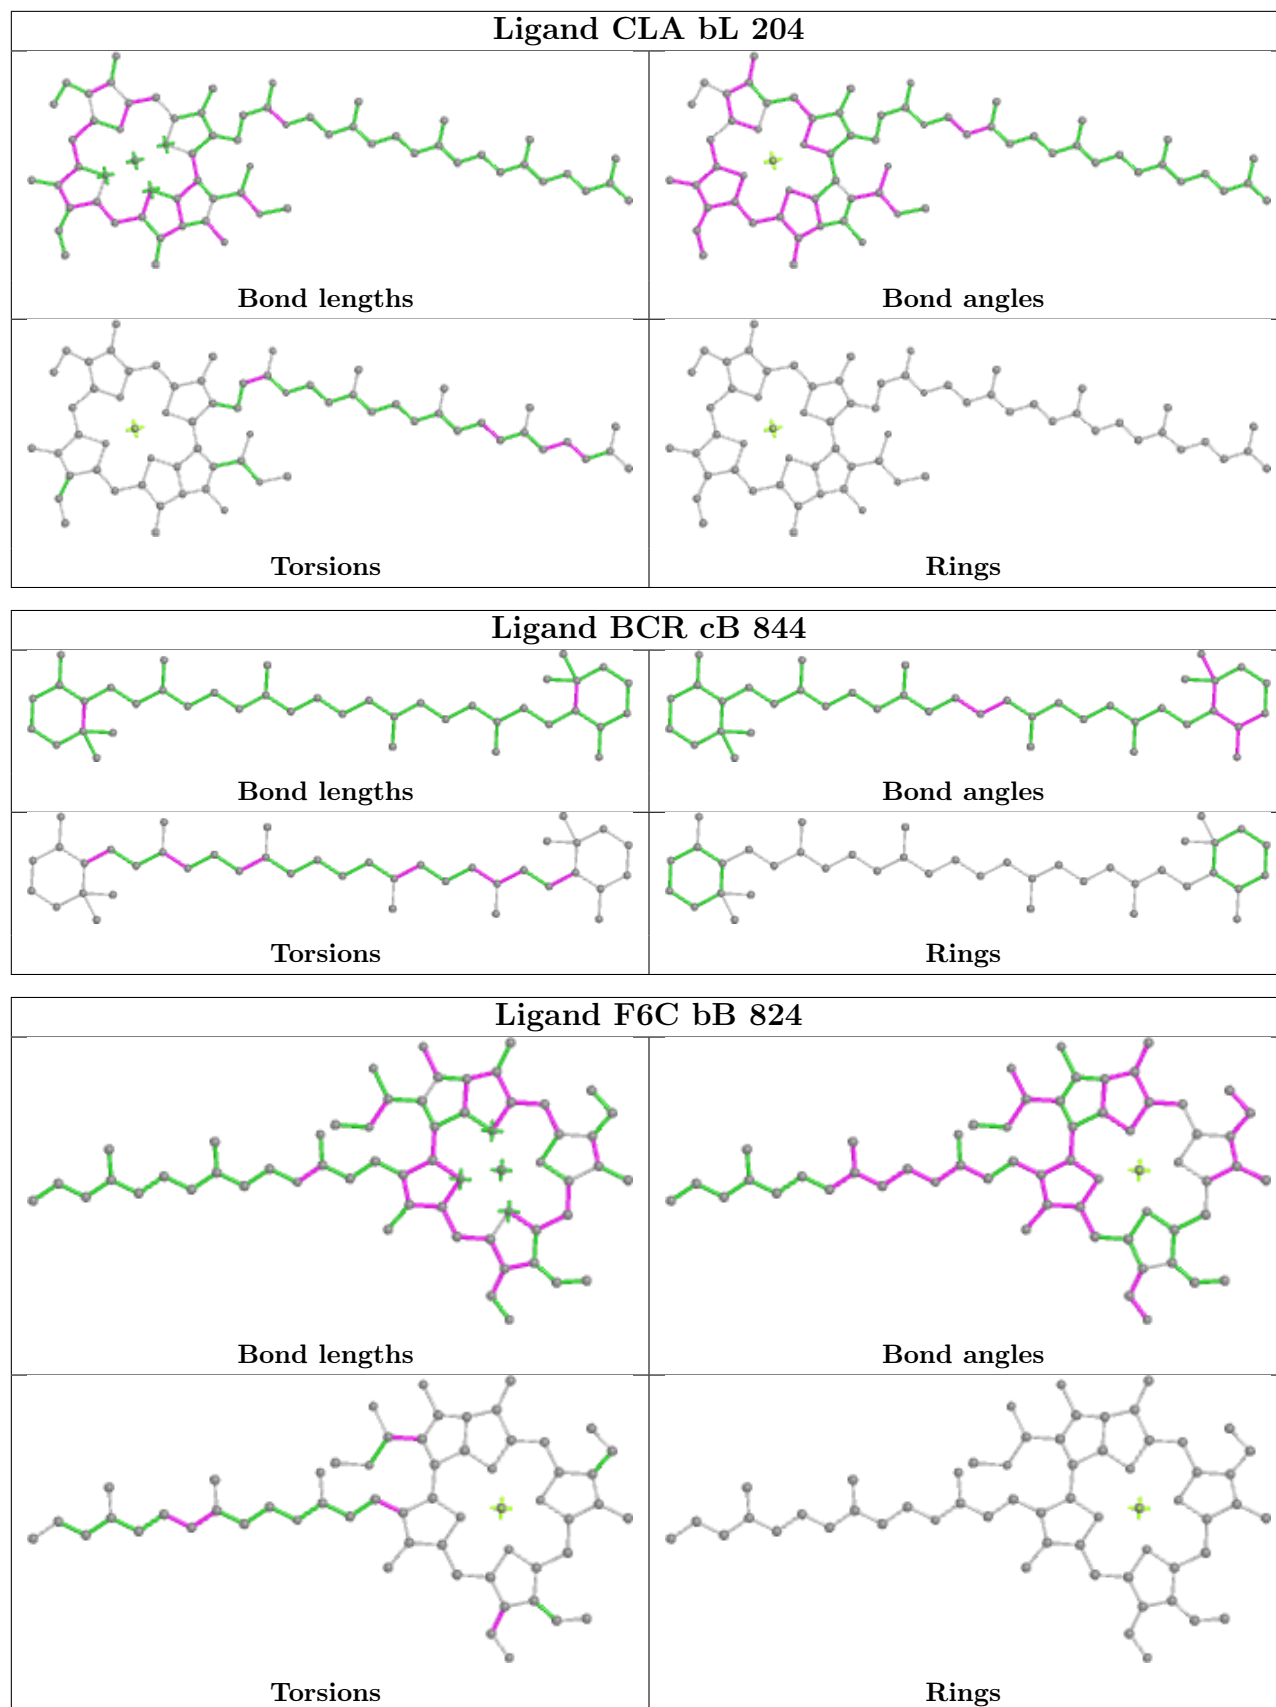 Ligand CLA bL 204
Bond lengths
Bond angles
Torsions
Rings
Ligand BCR cB 844
Bond lengths
Bond angles
Torsions
Rings
Ligand F6C bB 824
Bond lengths
Bond angles
Torsions
Rings